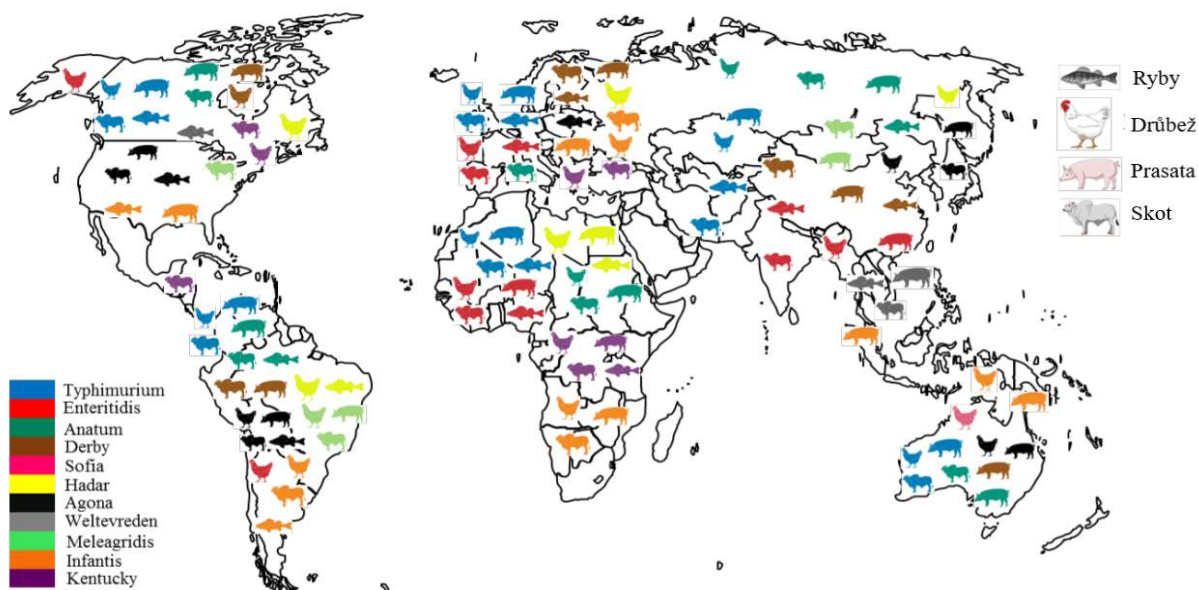 Ryby
Drůbež
Prasata
Skot
Typhimurium
Enteritidis
Anatum
Derby
Sofia
Hadar
Agona
Weltevreden
Meleagridis
Infantis
Kentucky